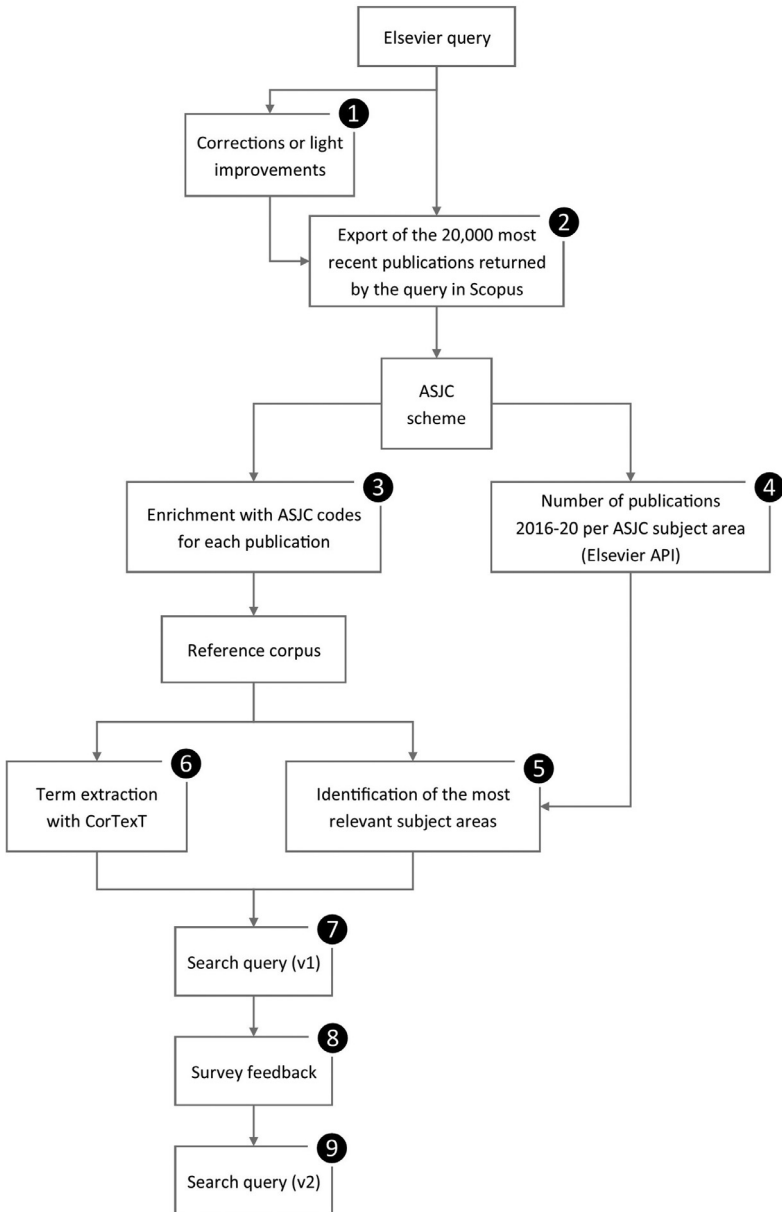 Elsevier query
1
Corrections or light
improvements
2
Export of the 20,000 most
recent publications returned
by the query in Scopus
ASJC
scheme
3
Enrichment with ASJC codes
for each publication
4
Number of publications
2016-20 per ASJC subject area
(Elsevier API)
Reference corpus
6
Term extraction
with CorTexT
5
Identification of the most
relevant subject areas
7
Search query (v1)
8
Survey feedback
9
Search query (v2)